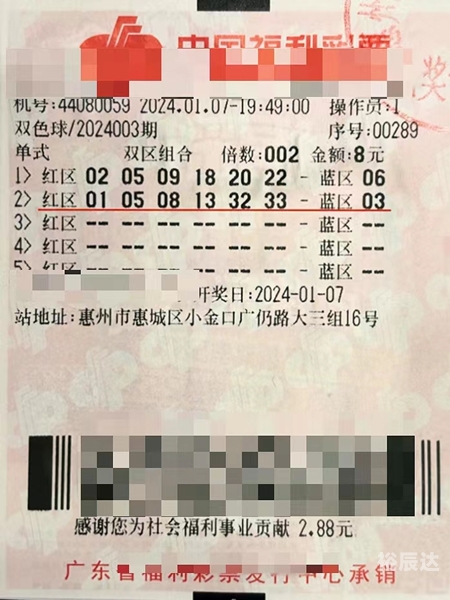 中国福利彩票
奖
机号:44080059 2024.01.07-19:49:00 操作员:1
双色球/2024003期 序号:00289
单式 双区组合 倍数:002 金额:8元
1> 红区 02 05 09 18 20 22 - 蓝区 06
2> 红区 01 05 08 13 32 33 - 蓝区 03
3> 红区 -- -- -- -- -- -- - 蓝区 --
4> 红区 -- -- -- -- -- -- - 蓝区 --
5> 红区 -- -- -- -- - 蓝区 --
开奖日:2024-01-07
站地址:惠州市惠城区小金口广仍路大三组16号
感谢您为社会福利事业贡献 2.88元
裕辰达
广东省福利彩票发行中心承销